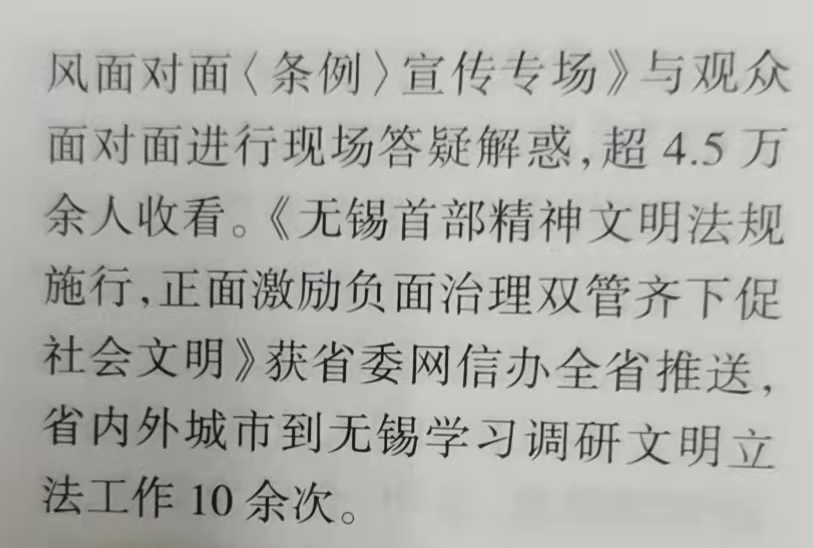 风面对面〈条例〉宣传专场》与观众
面对面进行现场答疑解惑,超 4.5 万
余人收看。《无锡首部精神文明法规
施行,正面激励负面治理双管齐下促
社会文明》获省委网信办全省推送,
省内外城市到无锡学习调研文明立
法工作 10 余次。